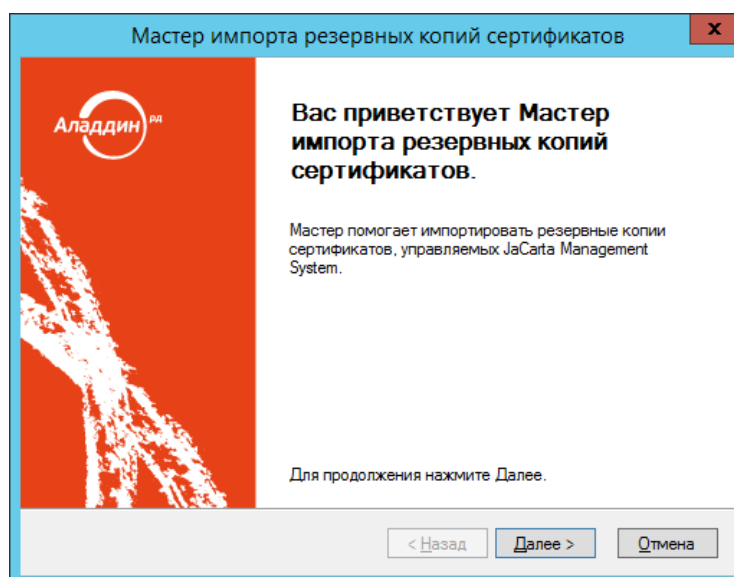 Мастер импорта резервных копий сертификатов
x
Аладдин РД
Вас приветствует Мастер
импорта резервных копий
сертификатов.
Мастер помогает импортировать резервные копии
сертификатов, управляемых JaCarta Management
System.
Для продолжения нажмите Далее.
< Назад Далее > Отмена